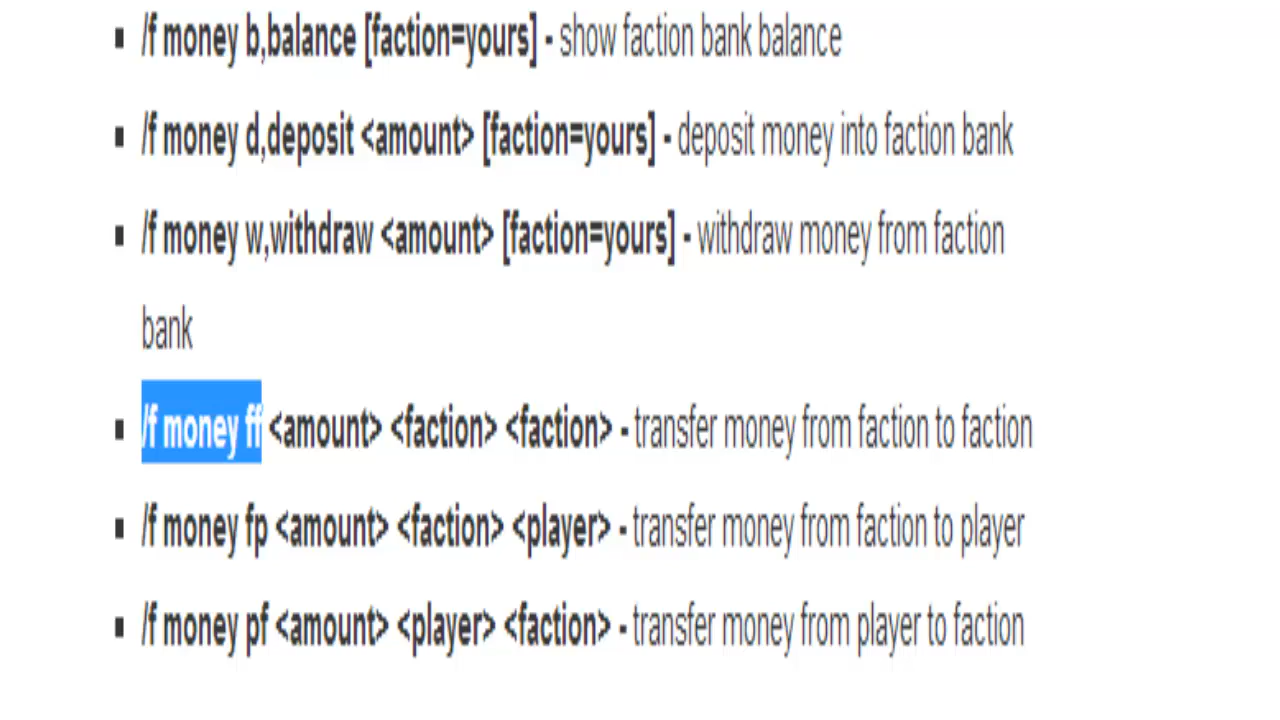 /f money b,balance [faction=yours] - show faction bank balance
/f money d,deposit <amount> [faction=yours] - deposit money into faction bank
/f money w,withdraw <amount> [faction=yours] - withdraw money from faction
bank
/f money ff <amount> <faction> <faction> - transfer money from faction to faction
/f money fp <amount> <faction> <player> - transfer money from faction to player
/f money pf <amount> <player> <faction> - transfer money from player to faction